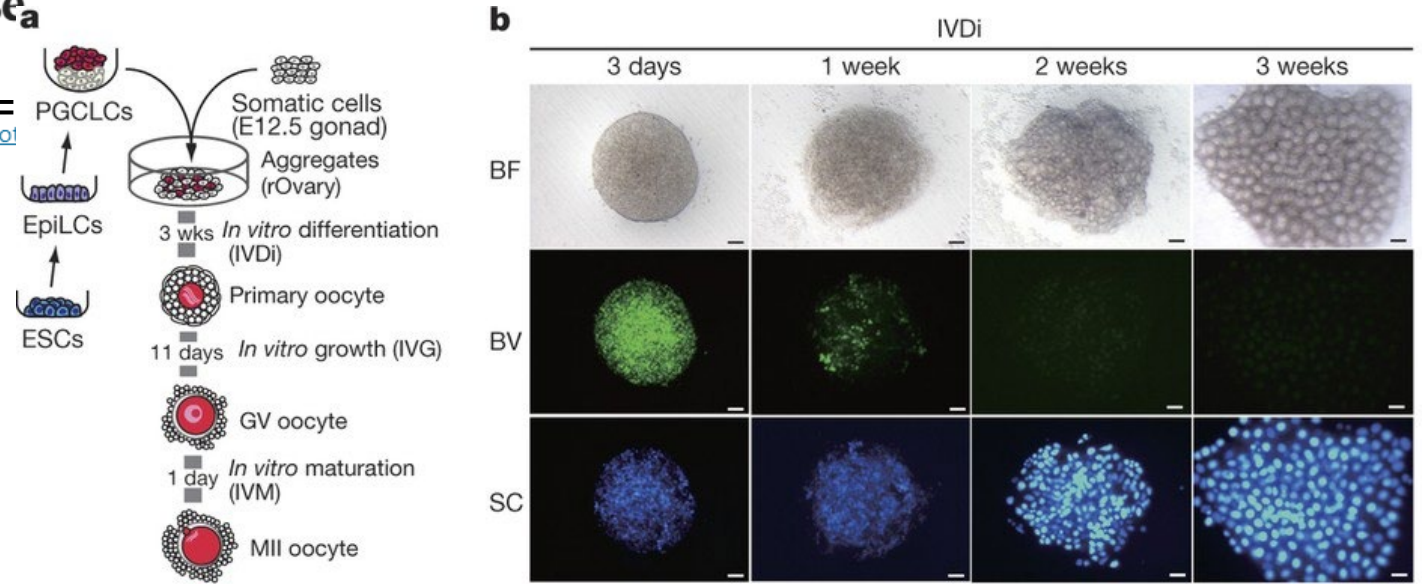 a
PGCLCs
EpiLCs
ESCs
Somatic cells
(E12.5 gonad)
Aggregates
(rOvary)
3 wks In vitro differentiation
(IVDi)
Primary oocyte
11 days In vitro growth (IVG)
GV oocyte
1 day In vitro maturation
(IVM)
MII oocyte
b
IVDi
3 days 1 week 2 weeks 3 weeks
BF
BV
SC